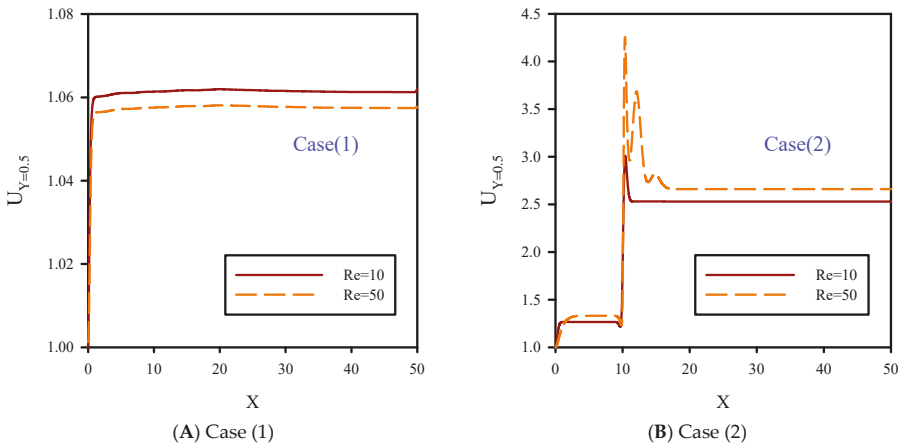 1.08
1.06
1.04
1.02
1.00
U_{Y=0.5}
Case(1)
Re=10
Re=50
0 10 20 30 40 50
X
(A) Case (1)
4.5
4.0
3.5
3.0
2.5
2.0
1.5
1.0
U_{Y=0.5}
Case(2)
Re=10
Re=50
0 10 20 30 40 50
X
(B) Case (2)